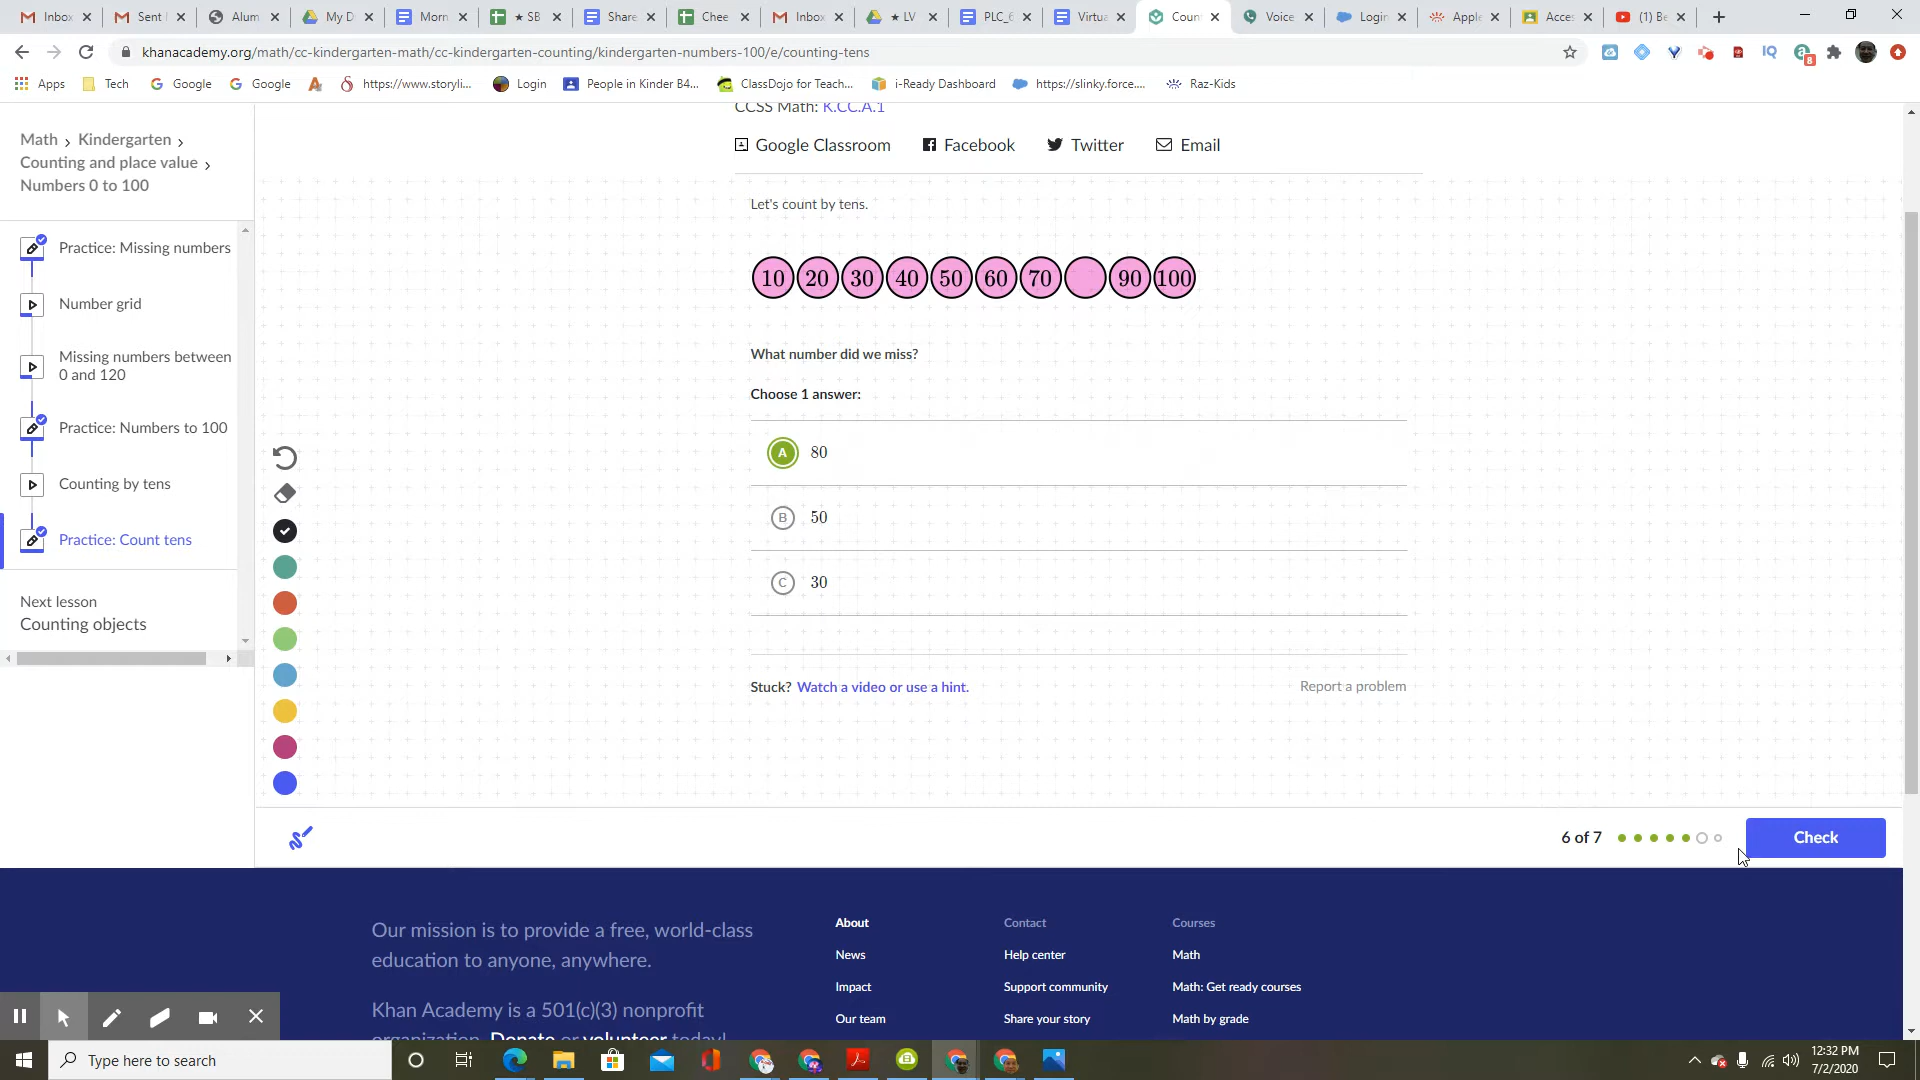 Inbox
Sent
Alum
My D
Morn
★ SB
Share
Chee
Inbox
★ LV
PLC_6
Virtua
Coun
Voice
Login
Apple
Acces
(1) Be
khanacademy.org/math/cc-kindergarten-math/cc-kindergarten-counting/kindergarten-numbers-100/e/counting-tens
IQ
8
Apps
Tech
Google
Google
https://www.storyli...
Login
People in Kinder B4...
ClassDojo for Teach...
i-Ready Dashboard
https://slinky.force....
Raz-Kids
Math > Kindergarten >
Counting and place value >
Numbers 0 to 100
Practice: Missing numbers
Number grid
Missing numbers between
0 and 120
Practice: Numbers to 100
Counting by tens
Practice: Count tens
Next lesson
Counting objects
CCSS Math: K.CC.A.1
Google Classroom
Facebook
Twitter
Email
Let's count by tens.
10 20 30 40 50 60 70 90 100
What number did we miss?
Choose 1 answer:
A 80
B 50
C 30
Stuck? Watch a video or use a hint.
Report a problem
6 of 7
Check
Our mission is to provide a free, world-class
education to anyone, anywhere.
Khan Academy is a 501(c)(3) nonprofit
organization. Donate or volunteer today!
About
News
Impact
Our team
Contact
Help center
Support community
Share your story
Courses
Math
Math: Get ready courses
Math by grade
Type here to search
12:32 PM
7/2/2020